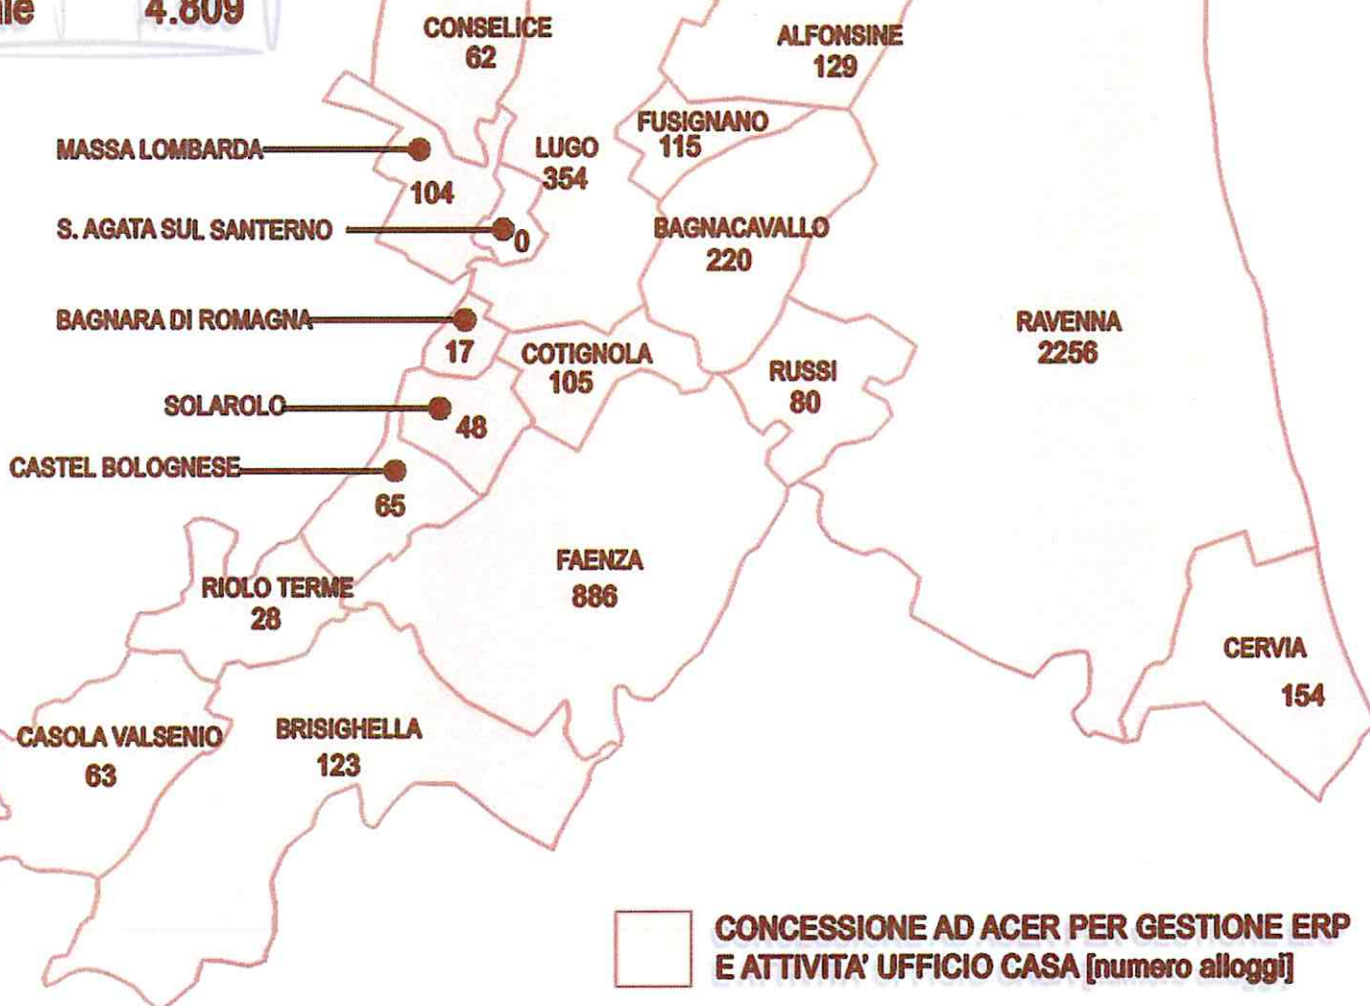 4.809
CONSELICE
62
ALFONSINE
129
FUSIGNANO
115
MASSA LOMBARDA
104
LUGO
354
S. AGATA SUL SANTERNO
0
BAGNACAVALLO
220
BAGNARA DI ROMAGNA
17
COTIGNOLA
105
RAVENNA
2256
RUSSI
80
SOLAROLO
48
CASTEL BOLOGNESE
65
FAENZA
886
RIOLO TERME
28
CERVIA
154
CASOLA VALSENIO
63
BRISIGHELLA
123
CONCESSIONE AD ACER PER GESTIONE ERP
E ATTIVITA' UFFICIO CASA [numero alloggi]